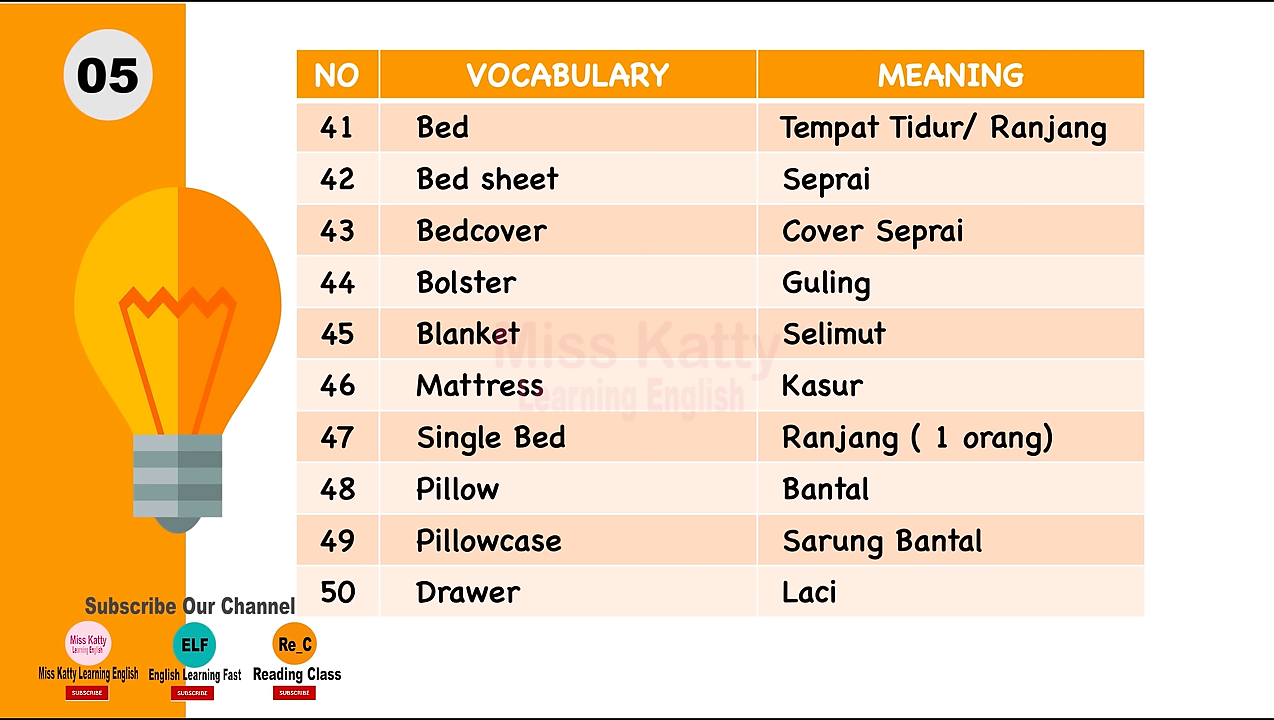 05
NO VOCABULARY MEANING
41 Bed Tempat Tidur/ Ranjang
42 Bed sheet Seprai
43 Bedcover Cover Seprai
44 Bolster Guling
45 Blanket Selimut
46 Mattress Kasur
47 Single Bed Ranjang ( 1 orang)
48 Pillow Bantal
49 Pillowcase Sarung Bantal
50 Drawer Laci
Miss Katty
Learning English
Subscribe Our Channel
Miss Katty
Learning English
ELF
Re_C
Miss Katty Learning English
English Learning Fast
Reading Class
SUBSCRIBE
SUBSCRIBE
SUBSCRIBE